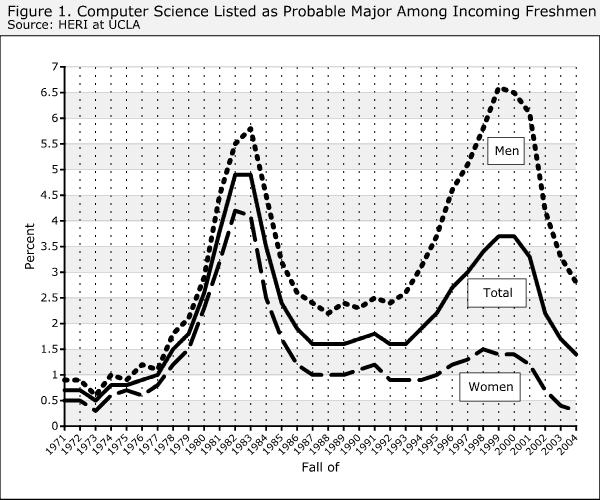 Figure 1. Computer Science Listed as Probable Major Among Incoming Freshmen
Source: HERI at UCLA
7
6.5
6
5.5
5
4.5
4
3.5
3
2.5
2
1.5
1
0.5
0
Percent
Men
Total
Women
1971 1972 1973 1974 1975 1976 1977 1978 1979 1980 1981 1982 1983 1984 1985 1986 1987 1988 1989 1990 1991 1992 1993 1994 1995 1996 1997 1998 1999 2000 2001 2002 2003 2004
Fall of